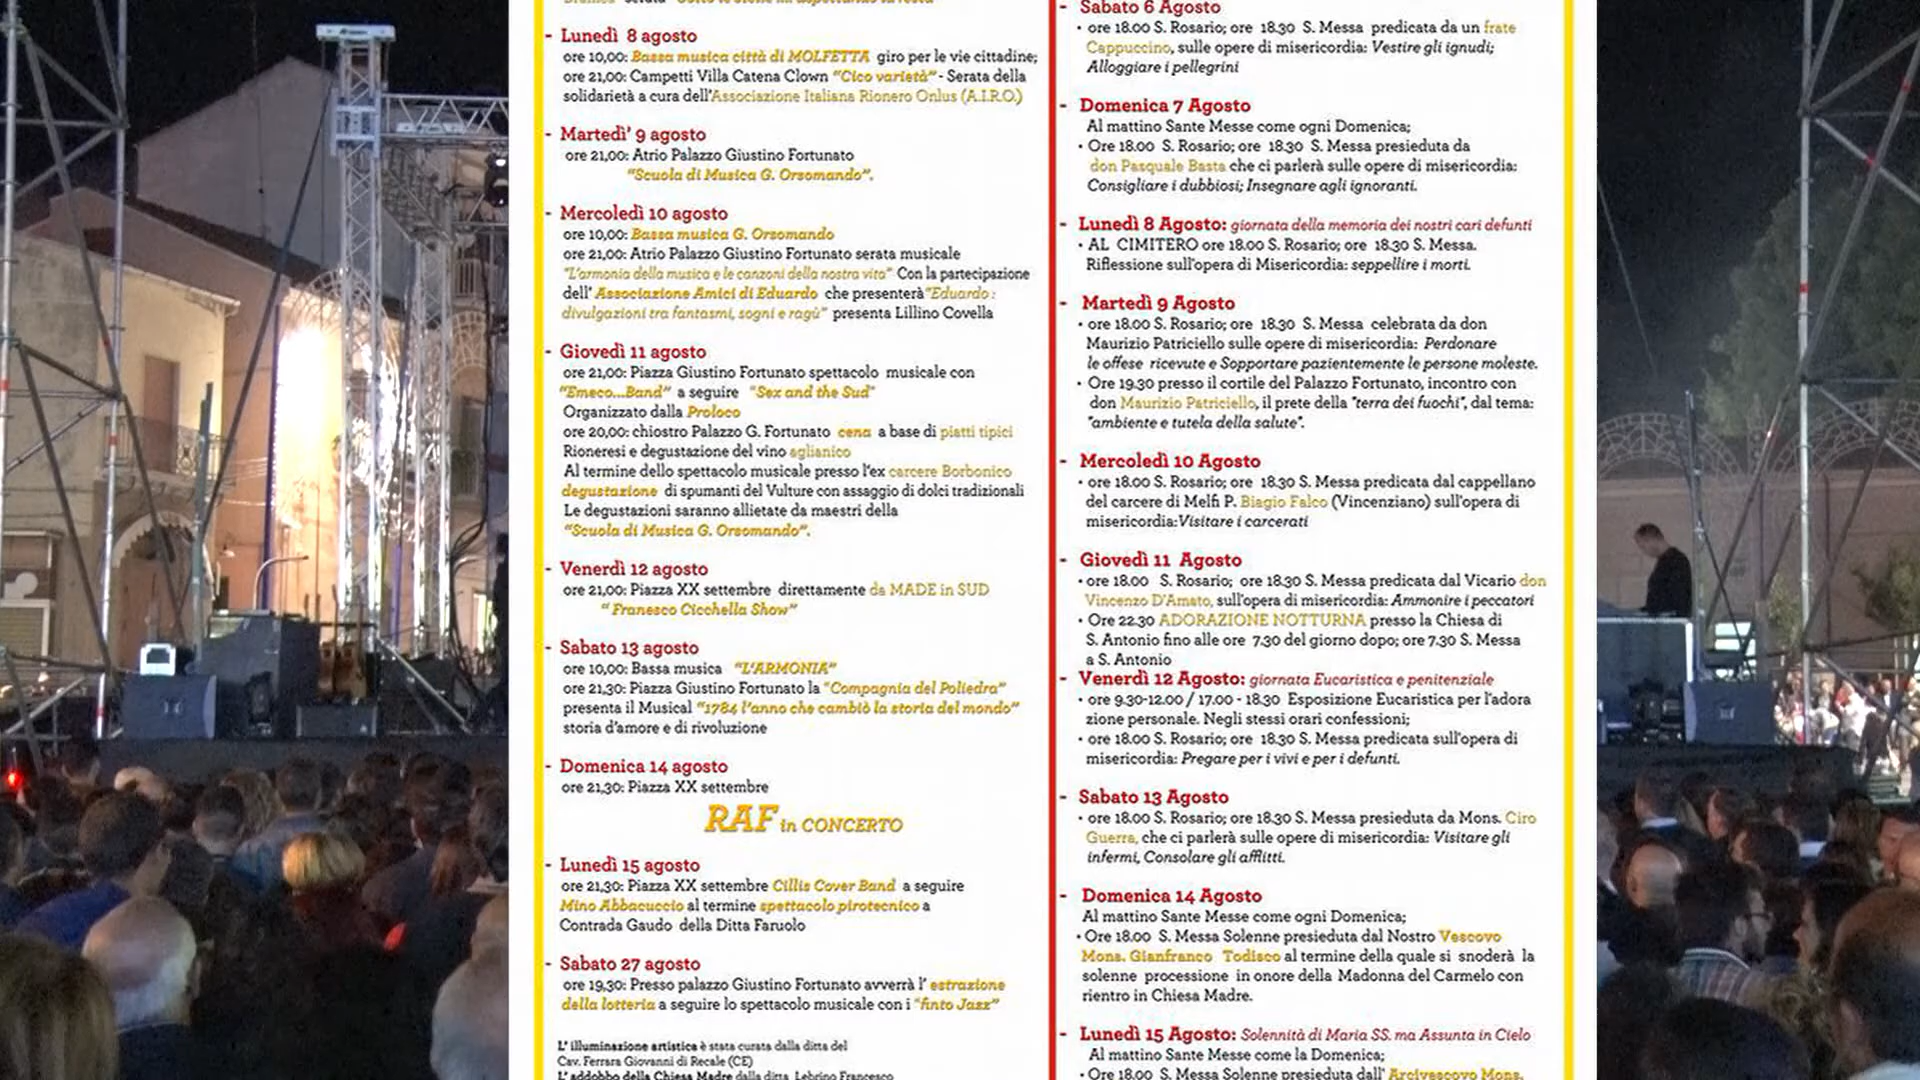 - Lunedì 8 agosto
ore 10,00: Bassa musica città di MOLFETTA giro per le vie cittadine;
ore 21,00: Campetti Villa Catena Clown "Cico varietà" - Serata della
solidarietà a cura dell'Associazione Italiana Rionero Onlus (A.I.R.O.)
- Martedì' 9 agosto
ore 21,00: Atrio Palazzo Giustino Fortunato
"Scuola di Musica G. Orsomando".
- Mercoledì 10 agosto
ore 10,00: Bassa musica G. Orsomando
ore 21,00: Atrio Palazzo Giustino Fortunato serata musicale
"L'armonia della musica e le canzoni della nostra vita" Con la partecipazione
dell' Associazione Amici di Eduardo che presenterà "Eduardo :
divulgazioni tra fantasmi, sogni e ragù" presenta Lillino Covella
- Giovedì 11 agosto
ore 21,00: Piazza Giustino Fortunato spettacolo musicale con
"Emeco...Band" a seguire "Sex and the Sud"
Organizzato dalla Proloco
ore 20,00: chiostro Palazzo G. Fortunato cena a base di piatti tipici
Rioneresi e degustazione del vino aglianico
Al termine dello spettacolo musicale presso l'ex carcere Borbonico
degustazione di spumanti del Vulture con assaggio di dolci tradizionali
Le degustazioni saranno allietate da maestri della
"Scuola di Musica G. Orsomando".
- Venerdì 12 agosto
ore 21,00: Piazza XX settembre direttamente da MADE in SUD
" Franesco Cicchella Show"
- Sabato 13 agosto
ore 10,00: Bassa musica "L'ARMONIA"
ore 21,30: Piazza Giustino Fortunato la "Compagnia del Poliedra"
presenta il Musical "1784 l'anno che cambiò la storia del mondo"
storia d'amore e di rivoluzione
- Domenica 14 agosto
ore 21,30: Piazza XX settembre
RAF in CONCERTO
- Lunedì 15 agosto
ore 21,30: Piazza XX settembre Cillis Cover Band a seguire
Mino Abbacuccio al termine spettacolo pirotecnico a
Contrada Gaudo della Ditta Faruolo
- Sabato 27 agosto
ore 19,30: Presso palazzo Giustino Fortunato avverrà l' estrazione
della lotteria a seguire lo spettacolo musicale con i "finto Jazz"
L' illuminazione artistica è stata curata dalla ditta del
Cav. Ferrara Giovanni di Recale (CE)
L' addobbo della Chiesa Madre dalla ditta Lebrino Francesco
- Sabato 6 Agosto
• ore 18.00 S. Rosario; ore 18.30 S. Messa predicata da un frate
Cappuccino, sulle opere di misericordia: Vestire gli ignudi;
Alloggiare i pellegrini
- Domenica 7 Agosto
Al mattino Sante Messe come ogni Domenica;
• Ore 18.00 S. Rosario; ore 18.30 S. Messa presieduta da
don Pasquale Basta che ci parlerà sulle opere di misericordia:
Consigliare i dubbiosi; Insegnare agli ignoranti.
- Lunedì 8 Agosto: giornata della memoria dei nostri cari defunti
• AL CIMITERO ore 18.00 S. Rosario; ore 18.30 S. Messa.
Riflessione sull'opera di Misericordia: seppellire i morti.
- Martedì 9 Agosto
• ore 18.00 S. Rosario; ore 18.30 S. Messa celebrata da don
Maurizio Patriciello sulle opere di misericordia: Perdonare
le offese ricevute e Sopportare pazientemente le persone moleste.
• Ore 19.30 presso il cortile del Palazzo Fortunato, incontro con
don Maurizio Patriciello, il prete della "terra dei fuochi", dal tema:
"ambiente e tutela della salute".
- Mercoledì 10 Agosto
• ore 18.00 S. Rosario; ore 18.30 S. Messa predicata dal cappellano
del carcere di Melfi P. Biagio Falco (Vincenziano) sull'opera di
misericordia:Visitare i carcerati
- Giovedì 11 Agosto
• ore 18.00 S. Rosario; ore 18.30 S. Messa predicata dal Vicario don
Vincenzo D'Amato, sull'opera di misericordia: Ammonire i peccatori
• Ore 22.30 ADORAZIONE NOTTURNA presso la Chiesa di
S. Antonio fino alle ore 7.30 del giorno dopo; ore 7.30 S. Messa
a S. Antonio
- Venerdì 12 Agosto: giornata Eucaristica e penitenziale
• ore 9.30-12.00 / 17.00 - 18.30 Esposizione Eucaristica per l'adora
zione personale. Negli stessi orari confessioni;
• ore 18.00 S. Rosario; ore 18.30 S. Messa predicata sull'opera di
misericordia: Pregare per i vivi e per i defunti.
- Sabato 13 Agosto
• ore 18.00 S. Rosario; ore 18.30 S. Messa presieduta da Mons. Ciro
Guerra, che ci parlerà sulle opere di misericordia: Visitare gli
infermi, Consolare gli afflitti.
- Domenica 14 Agosto
Al mattino Sante Messe come ogni Domenica;
• Ore 18.00 S. Messa Solenne presieduta dal Nostro Vescovo
Mons. Gianfranco Todisco al termine della quale si snoderà la
solenne processione in onore della Madonna del Carmelo con
rientro in Chiesa Madre.
- Lunedì 15 Agosto: Solennità di Maria SS. ma Assunta in Cielo
Al mattino Sante Messe come la Domenica;
• Ore 18.00 S. Messa Solenne presieduta dall' Arcivescovo Mons.